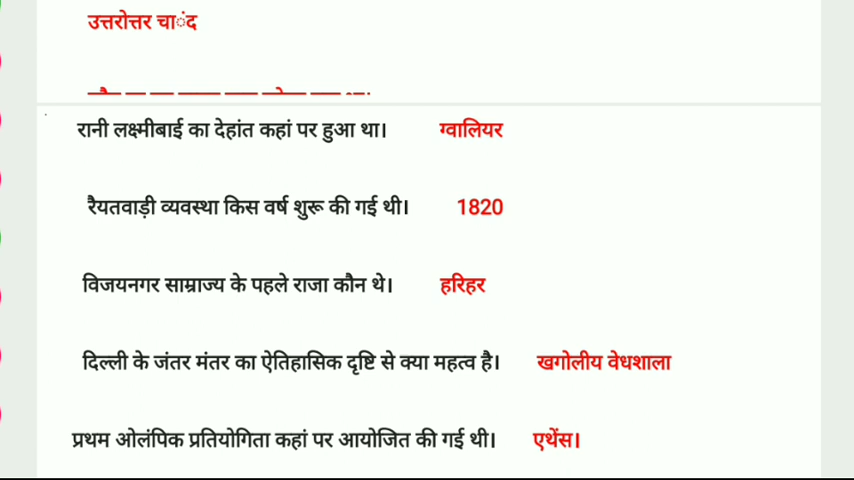 उत्तरोत्तर चांद
रानी लक्ष्मीबाई का देहांत कहां पर हुआ था। ग्वालियर
रैयतवाड़ी व्यवस्था किस वर्ष शुरू की गई थी। 1820
विजयनगर साम्राज्य के पहले राजा कौन थे। हरिहर
दिल्ली के जंतर मंतर का ऐतिहासिक दृष्टि से क्या महत्व है। खगोलीय वेधशाला
प्रथम ओलंपिक प्रतियोगिता कहां पर आयोजित की गई थी। एथेंस।